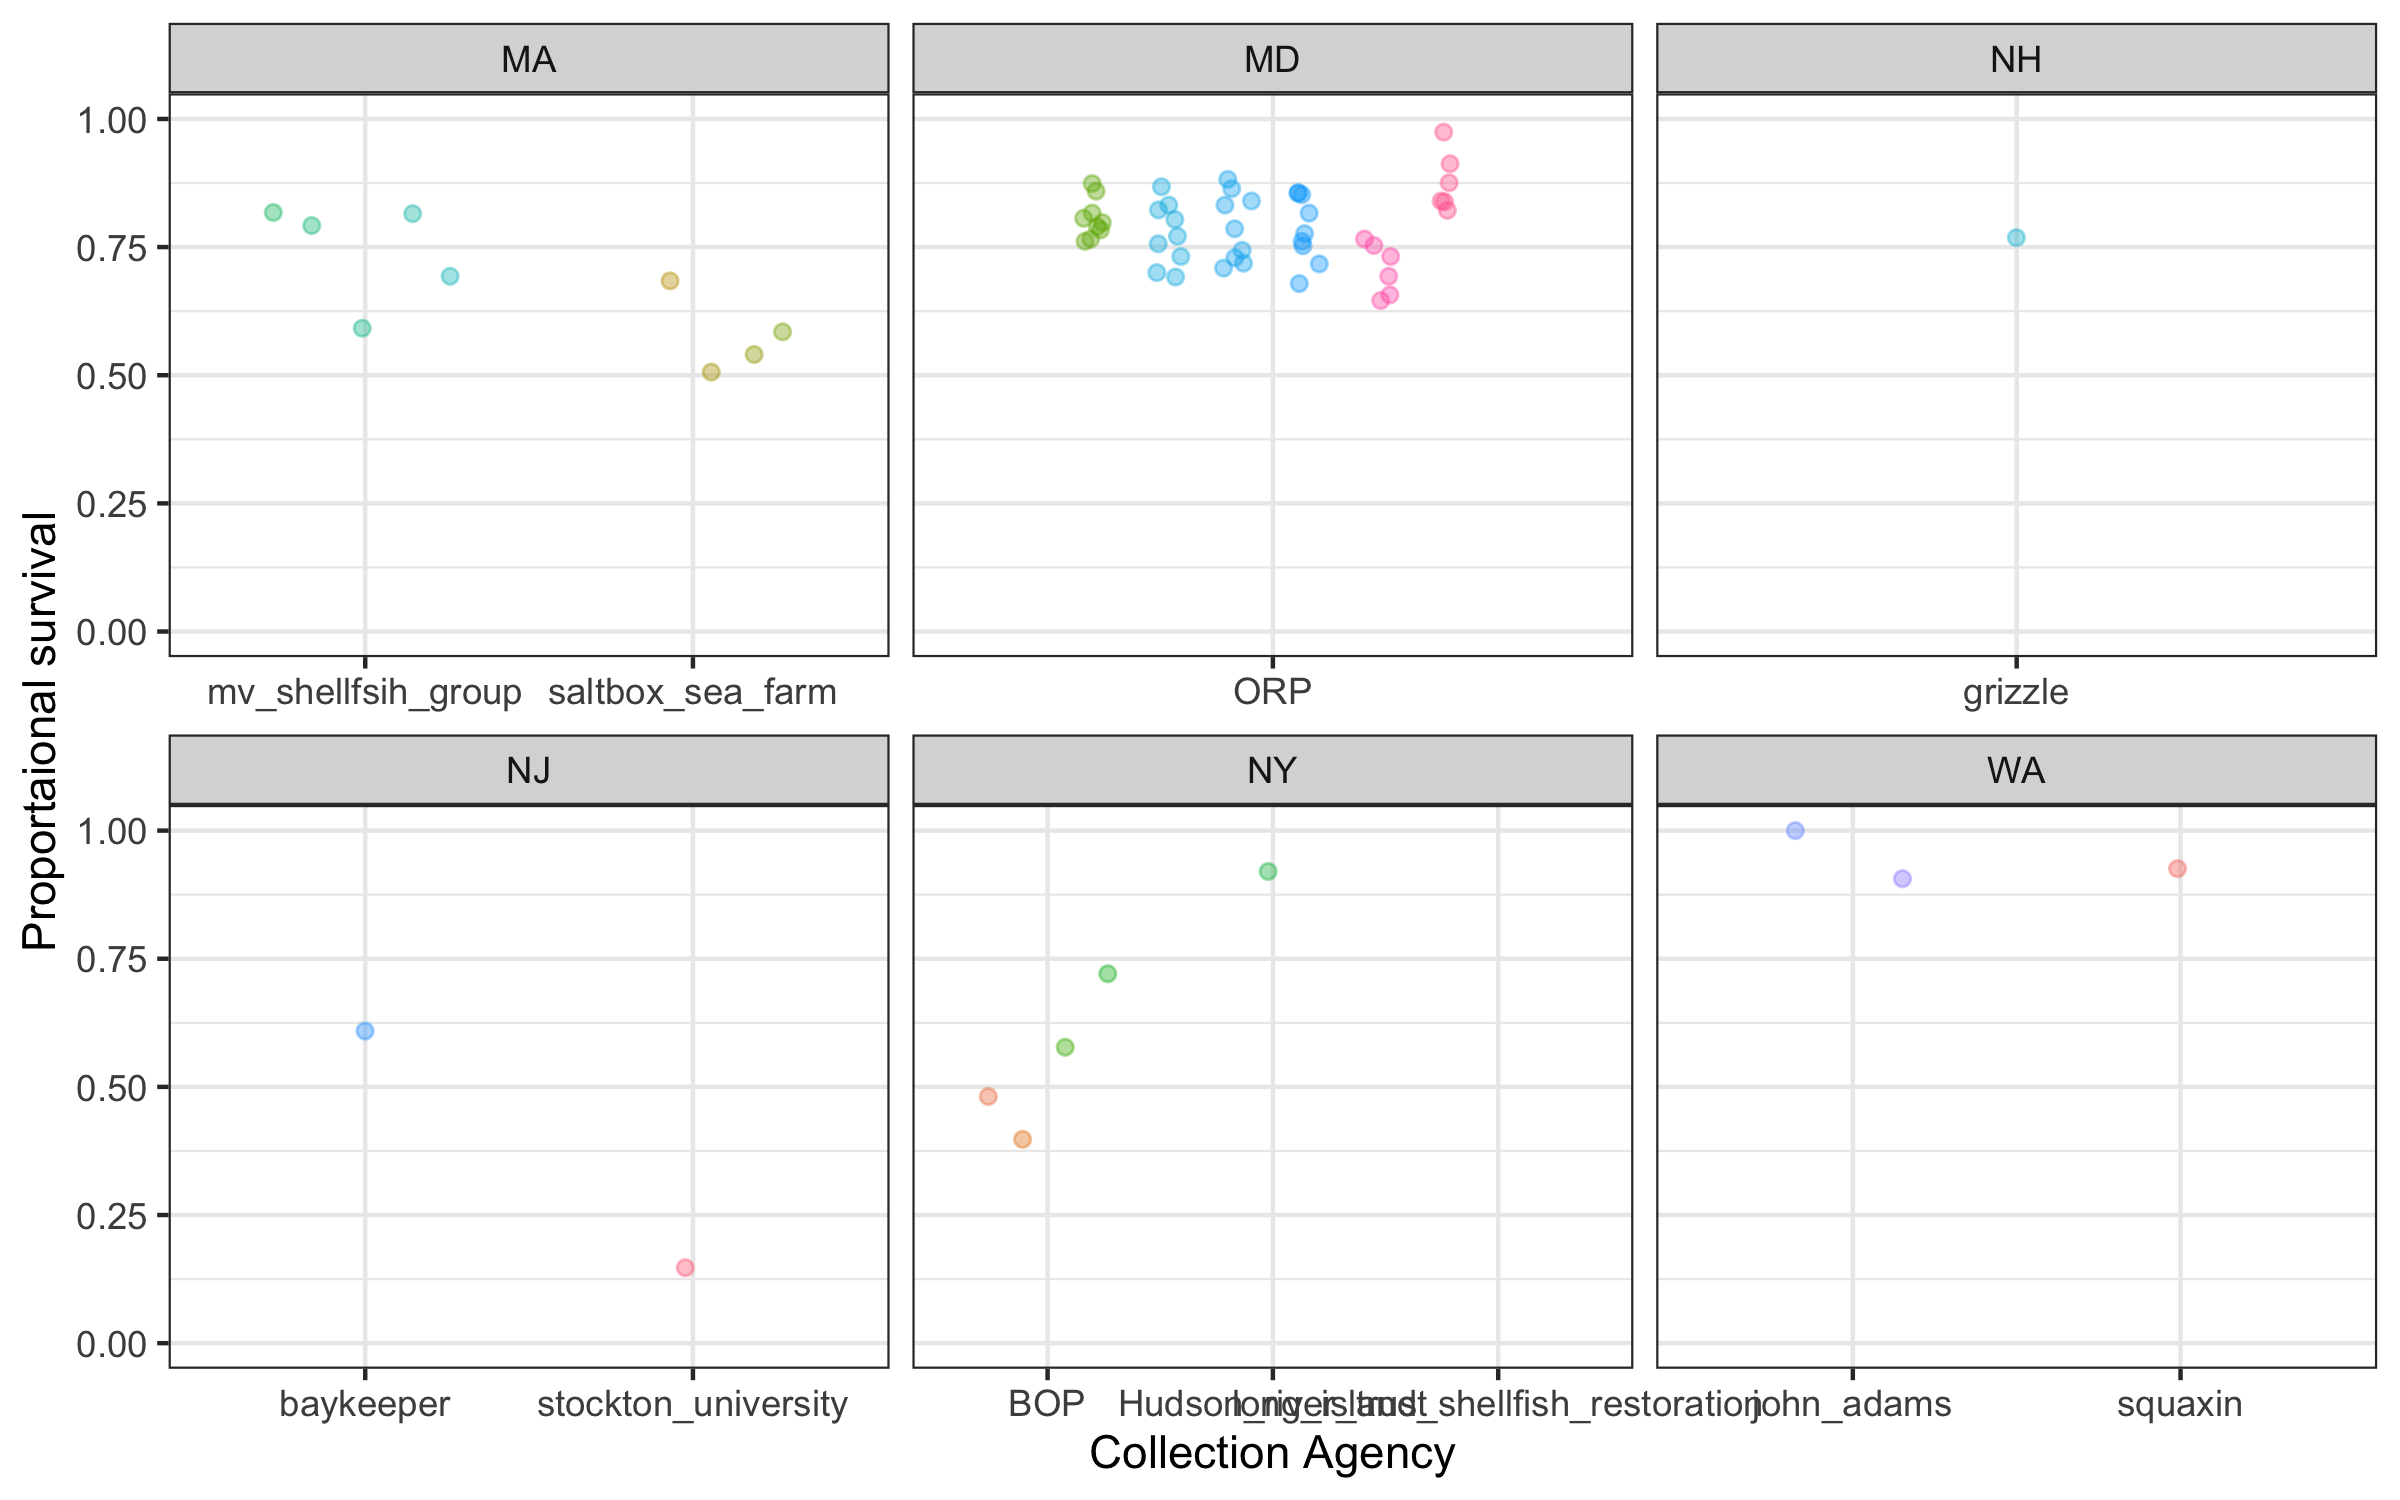 MA
MD
NH
1.00
0.75
0.50
0.25
0.00
mv_shellfsih_group
saltbox_sea_farm
ORP
grizzle
NJ
NY
WA
1.00
0.75
0.50
0.25
0.00
baykeeper
stockton_university
BOP
Hudson_river_trust
long_island_shellfish_restoration
john_adams
squaxin
Proportaional survival
Collection Agency